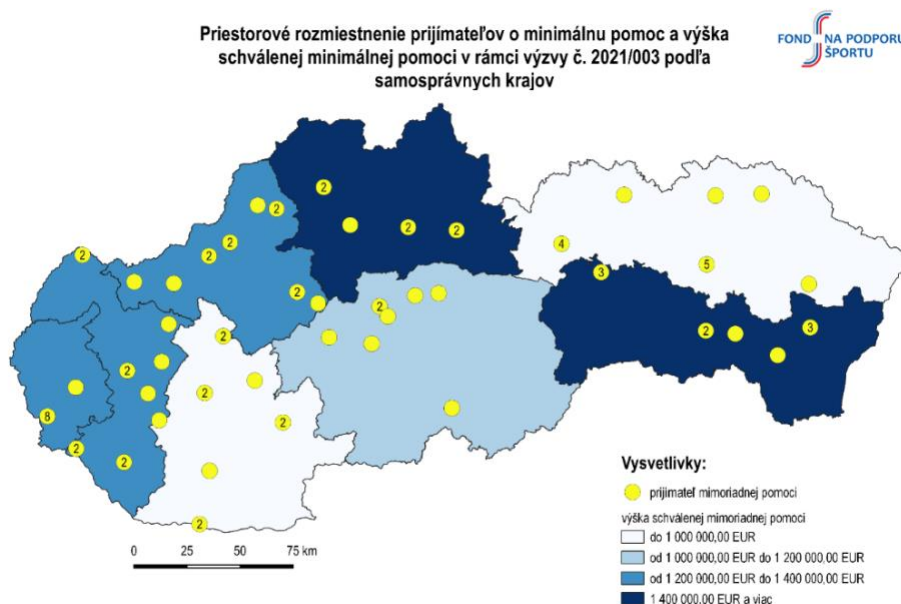 Priestorové rozmiestnenie prijímateľov o minimálnu pomoc a výška
schválenej minimálnej pomoci v rámci výzvy č. 2021/003 podľa
samosprávnych krajov
FOND NA PODPORU
ŠPORTU
2
2
2
2
2
2
2
4
5
3
2
2
2
3
2
2
2
2
8
2
2
2
Vysvetlivky:
prijímateľ mimoriadnej pomoci
výška schválenej mimoriadnej pomoci
do 1 000 000,00 EUR
od 1 000 000,00 EUR do 1 200 000,00 EUR
od 1 200 000,00 EUR do 1 400 000,00 EUR
1 400 000,00 EUR a viac
0 25 50 75 km